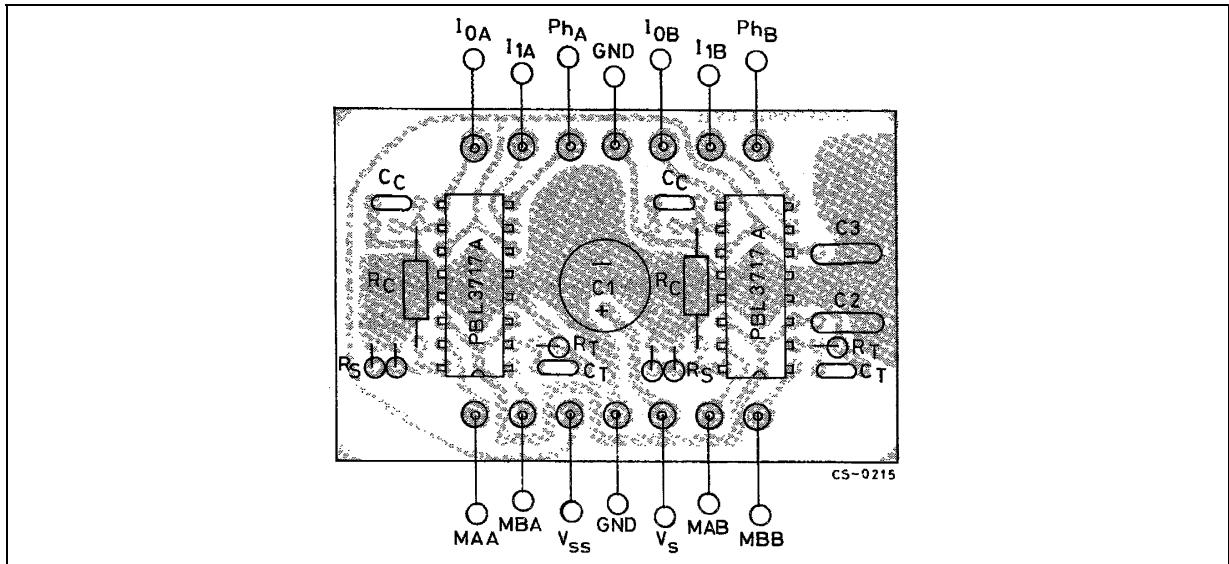 I0A I1A PhA GND I0B I1B PhB
CC CC
PBL3717A PBL3717A
C3
RC C1 RC
C2
RT RT
RS CT RS CT
CS-0215
MAA MBA VSS GND VS MAB MBB